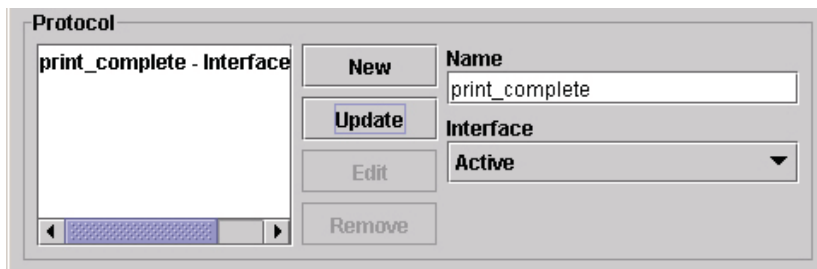 Protocol
print_complete - Interface
New
Update
Edit
Remove
Name
print_complete
Interface
Active